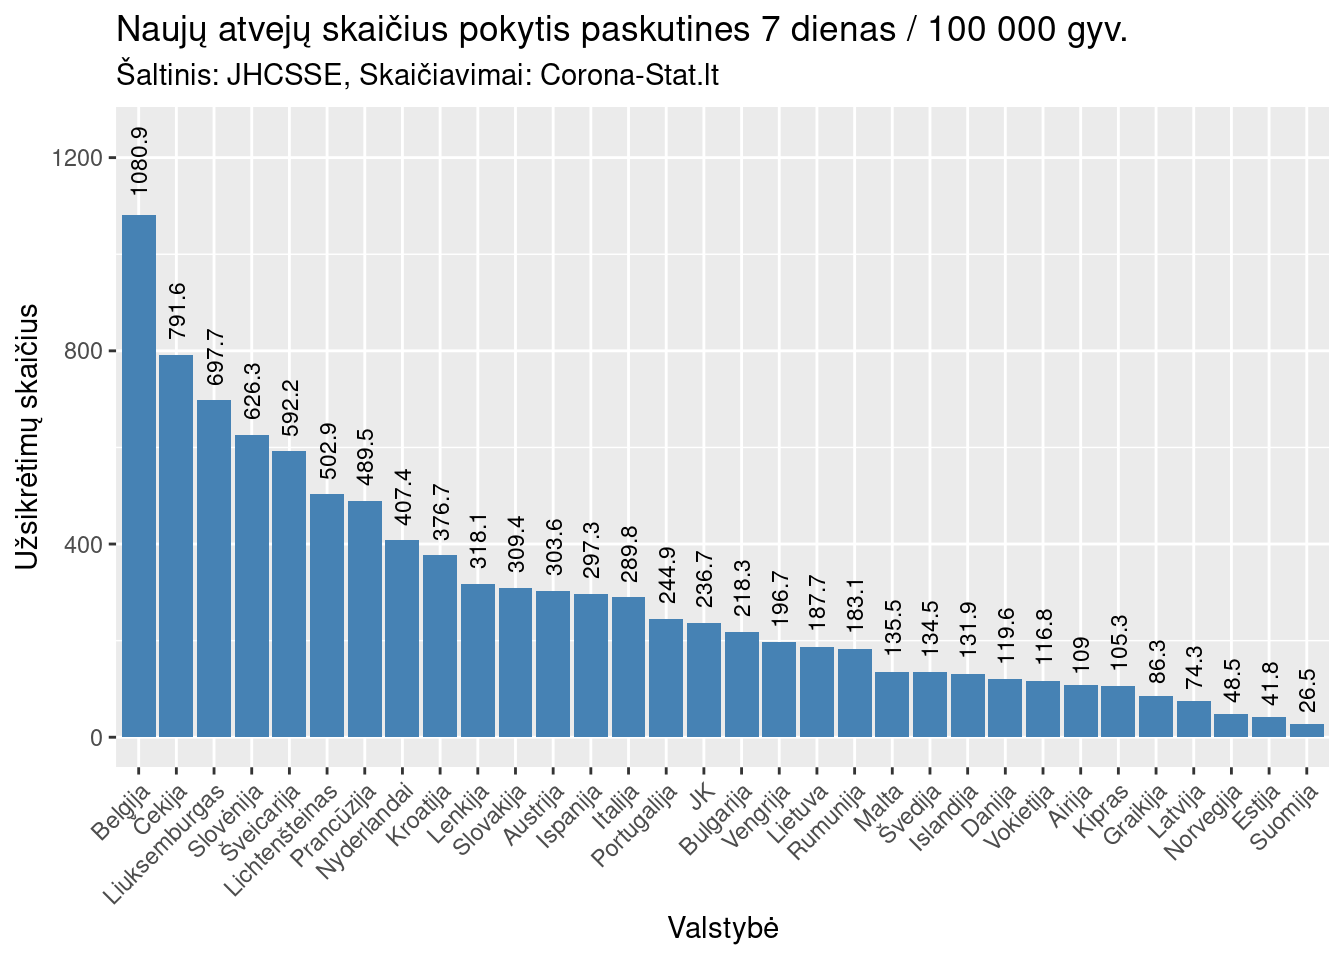 Naujų atvejų skaičius pokytis paskutines 7 dienas / 100 000 gyv.
Šaltinis: JHCSSE, Skaičiavimai: Corona-Stat.lt
Užsikrėtimų skaičius
1200
800
400
0
1080.9
791.6
697.7
626.3
592.2
502.9
489.5
407.4
376.7
318.1
309.4
303.6
297.3
289.8
244.9
236.7
218.3
196.7
187.7
183.1
135.5
134.5
131.9
119.6
116.8
109
105.3
86.3
74.3
48.5
41.8
26.5
Belgija
Čekija
Liuksemburgas
Slovėnija
Šveicarija
Lichtenšteinas
Prancūzija
Nyderlandai
Kroatija
Lenkija
Slovakija
Austrija
Ispanija
Italija
Portugalija
JK
Bulgarija
Vengrija
Lietuva
Rumunija
Malta
Švedija
Islandija
Danija
Vokietija
Airija
Kipras
Graikija
Latvija
Norvegija
Estija
Suomija
Valstybė